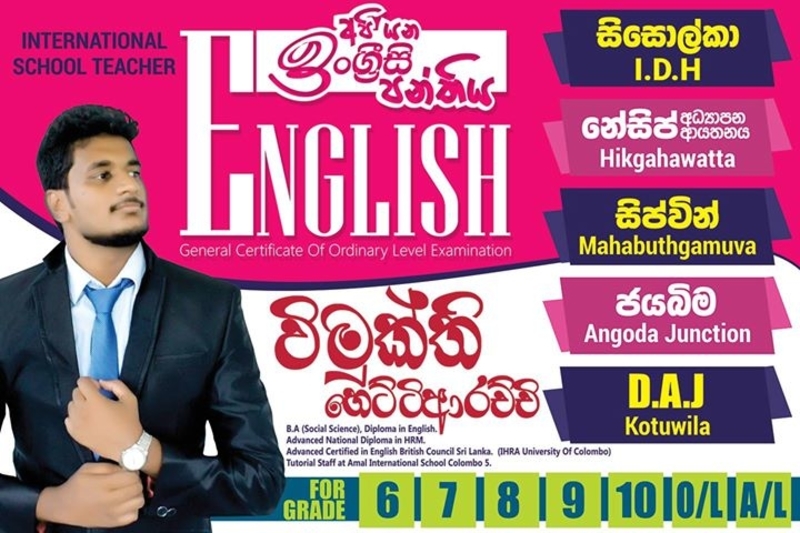 INTERNATIONAL
SCHOOL TEACHER
අපි යන
ඉංග්‍රීසි
පන්තිය
ENGLISH
General Certificate Of Ordinary Level Examination
විමුක්ති
හෙට්ටිආරච්චි
B.A (Social Science), Diploma in English.
Advanced National Diploma in HRM.
Advanced Certified in English British Council Sri Lanka. (IHRA University Of Colombo)
Tutorial Staff at Amal International School Colombo 5.
සිසොල්කා
I.D.H
නේසිප් අධ්‍යාපන ආයතනය
Hikgahawatta
සිප්වින්
Mahabuthgamuva
ජයබිම
Angoda Junction
D.A.J
Kotuwila
FOR GRADE 6 7 8 9 10 O/L A/L